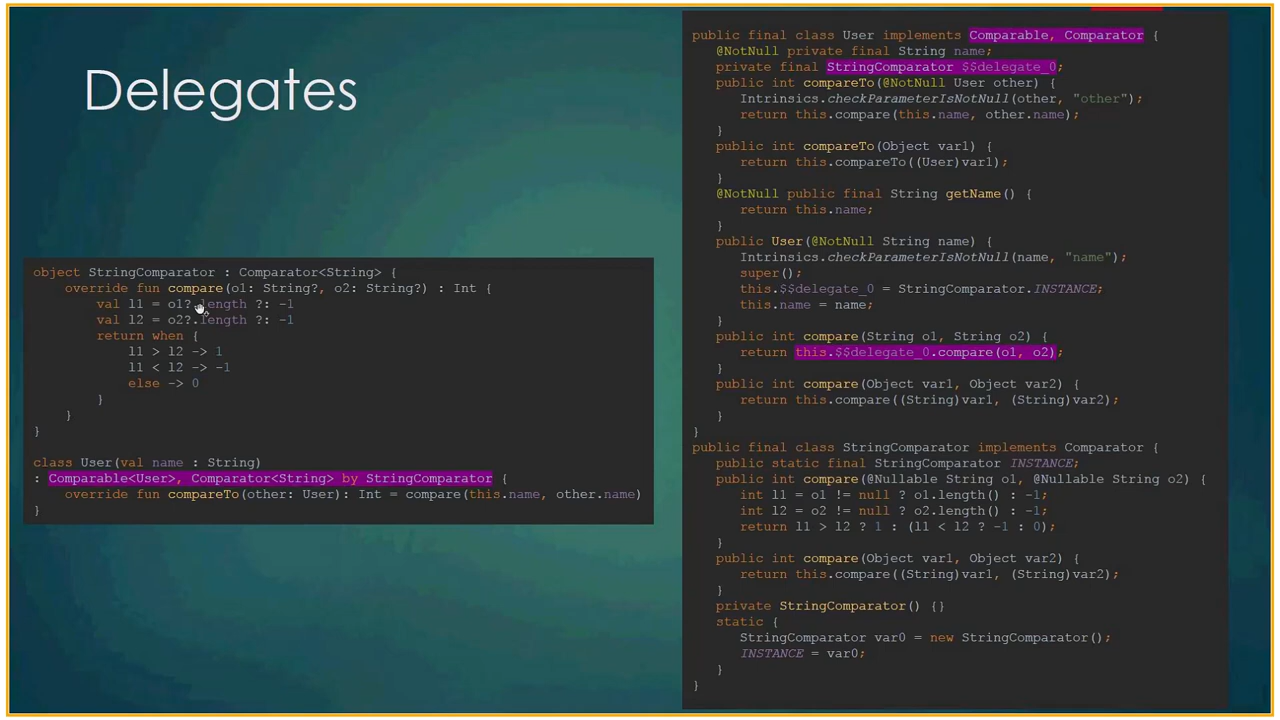 Delegates
object StringComparator : Comparator<String> {
override fun compare(o1: String?, o2: String?) : Int {
val l1 = o1?.length ?: -1
val l2 = o2?.length ?: -1
return when {
l1 > l2 -> 1
l1 < l2 -> -1
else -> 0
}
}
}
class User(val name : String)
: Comparable<User>, Comparator<String> by StringComparator {
override fun compareTo(other: User): Int = compare(this.name, other.name)
}
public final class User implements Comparable, Comparator {
@NotNull private final String name;
private final StringComparator $$delegate_0;
public int compareTo(@NotNull User other) {
Intrinsics.checkParameterIsNotNull(other, "other");
return this.compare(this.name, other.name);
}
public int compareTo(Object var1) {
return this.compareTo((User)var1);
}
@NotNull public final String getName() {
return this.name;
}
public User(@NotNull String name) {
Intrinsics.checkParameterIsNotNull(name, "name");
super();
this.$$delegate_0 = StringComparator.INSTANCE;
this.name = name;
}
public int compare(String o1, String o2) {
return this.$$delegate_0.compare(o1, o2);
}
public int compare(Object var1, Object var2) {
return this.compare((String)var1, (String)var2);
}
}
public final class StringComparator implements Comparator {
public static final StringComparator INSTANCE;
public int compare(@Nullable String o1, @Nullable String o2) {
int l1 = o1 != null ? o1.length() : -1;
int l2 = o2 != null ? o2.length() : -1;
return l1 > l2 ? 1 : (l1 < l2 ? -1 : 0);
}
public int compare(Object var1, Object var2) {
return this.compare((String)var1, (String)var2);
}
private StringComparator() {}
static {
StringComparator var0 = new StringComparator();
INSTANCE = var0;
}
}